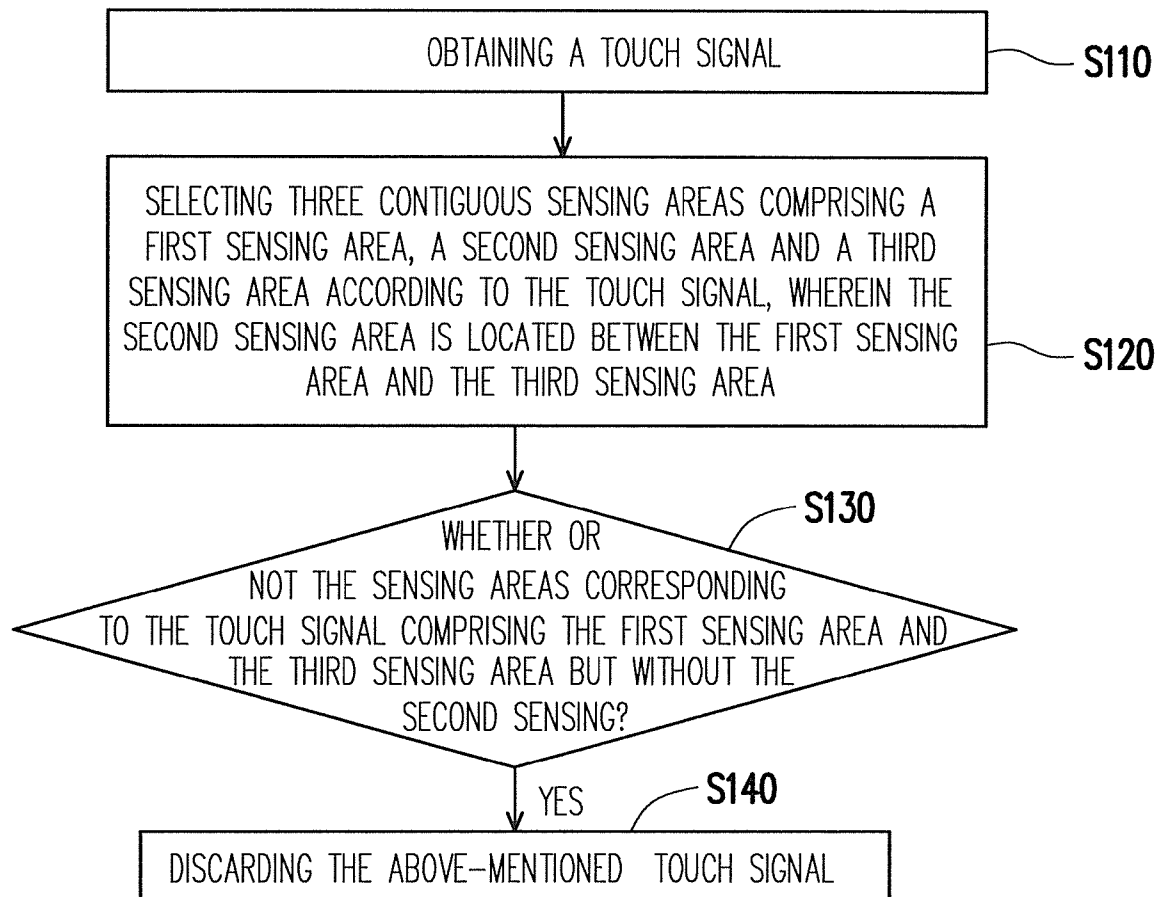 OBTAINING A TOUCH SIGNAL
S110
SELECTING THREE CONTIGUOUS SENSING AREAS COMPRISING A
FIRST SENSING AREA, A SECOND SENSING AREA AND A THIRD
SENSING AREA ACCORDING TO THE TOUCH SIGNAL, WHEREIN THE
SECOND SENSING AREA IS LOCATED BETWEEN THE FIRST SENSING
AREA AND THE THIRD SENSING AREA
S120
S130
WHETHER OR
NOT THE SENSING AREAS CORRESPONDING
TO THE TOUCH SIGNAL COMPRISING THE FIRST SENSING AREA AND
THE THIRD SENSING AREA BUT WITHOUT THE
SECOND SENSING?
YES
S140
DISCARDING THE ABOVE-MENTIONED TOUCH SIGNAL